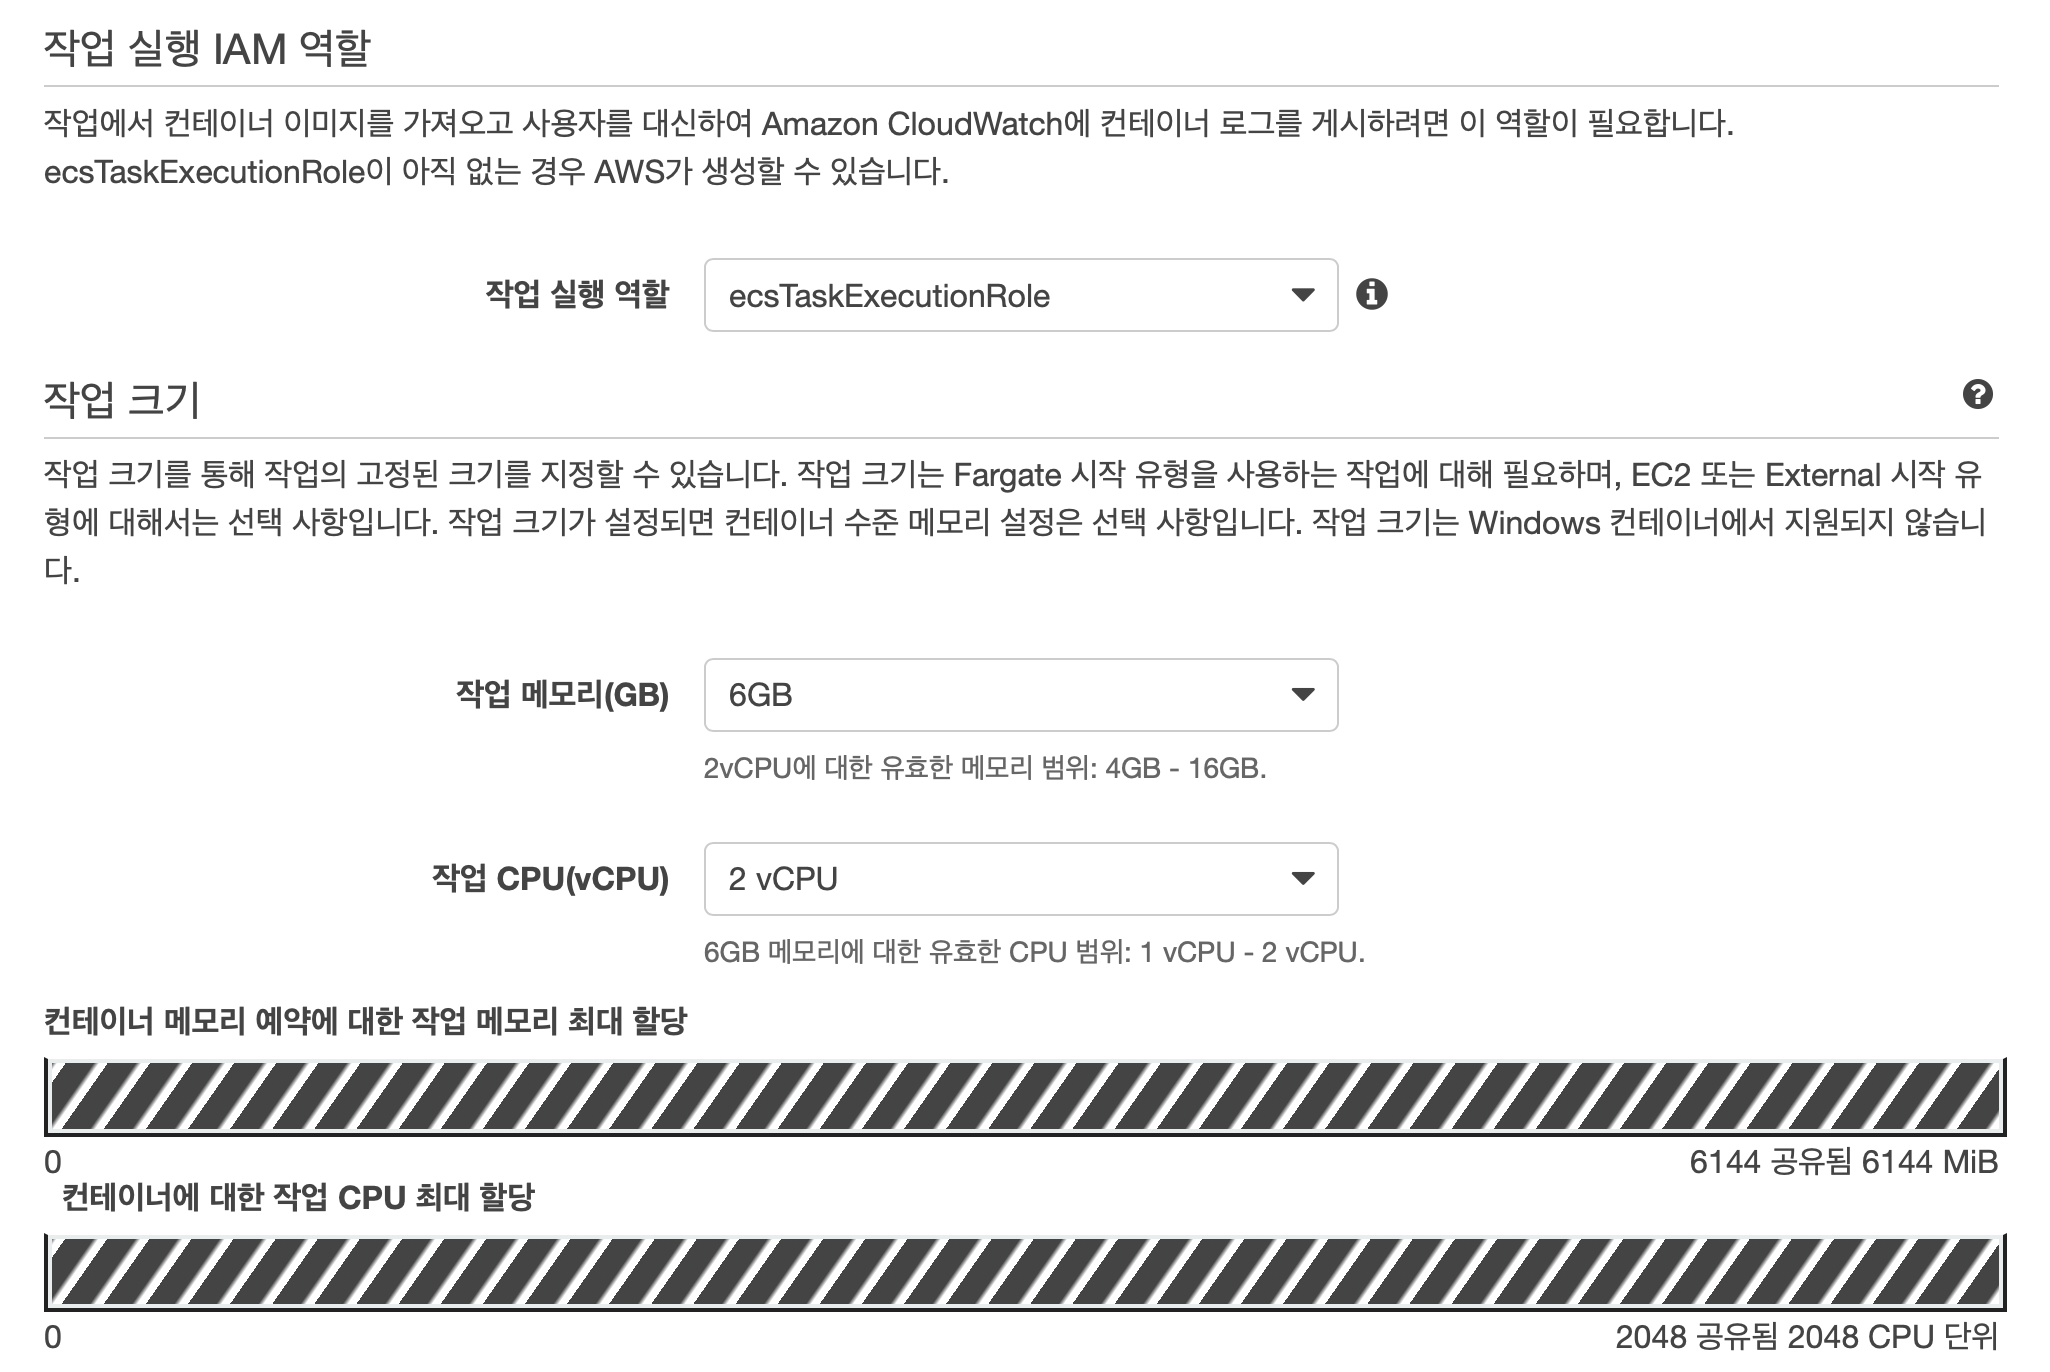 작업 실행 IAM 역할
작업에서 컨테이너 이미지를 가져오고 사용자를 대신하여 Amazon CloudWatch에 컨테이너 로그를 게시하려면 이 역할이 필요합니다.
ecsTaskExecutionRole이 아직 없는 경우 AWS가 생성할 수 있습니다.
작업 실행 역할 ecsTaskExecutionRole
작업 크기
작업 크기를 통해 작업의 고정된 크기를 지정할 수 있습니다. 작업 크기는 Fargate 시작 유형을 사용하는 작업에 대해 필요하며, EC2 또는 External 시작 유
형에 대해서는 선택 사항입니다. 작업 크기가 설정되면 컨테이너 수준 메모리 설정은 선택 사항입니다. 작업 크기는 Windows 컨테이너에서 지원되지 않습니
다.
작업 메모리(GB) 6GB
2vCPU에 대한 유효한 메모리 범위: 4GB - 16GB.
작업 CPU(vCPU) 2 vCPU
6GB 메모리에 대한 유효한 CPU 범위: 1 vCPU - 2 vCPU.
컨테이너 메모리 예약에 대한 작업 메모리 최대 할당
0 6144 공유됨 6144 MiB
컨테이너에 대한 작업 CPU 최대 할당
0 2048 공유됨 2048 CPU 단위